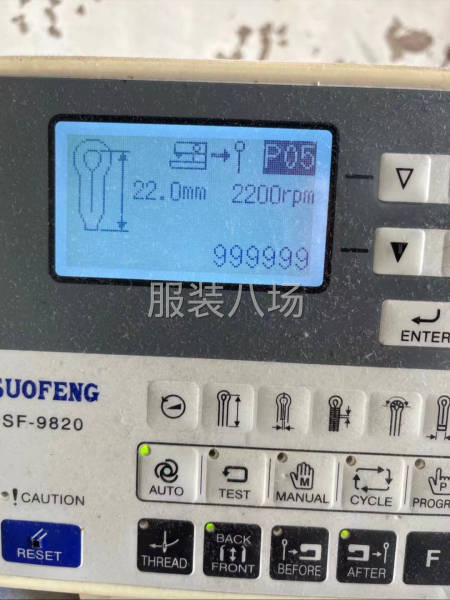 P05
22.0mm 2200rpm
999999
服装八场
ENTER
SUOFENG
SF-9820
AUTO
TEST
M
MANUAL
CYCLE
P
PROGR
!CAUTION
RESET
THREAD
BACK
FRONT
BEFORE
AFTER
F